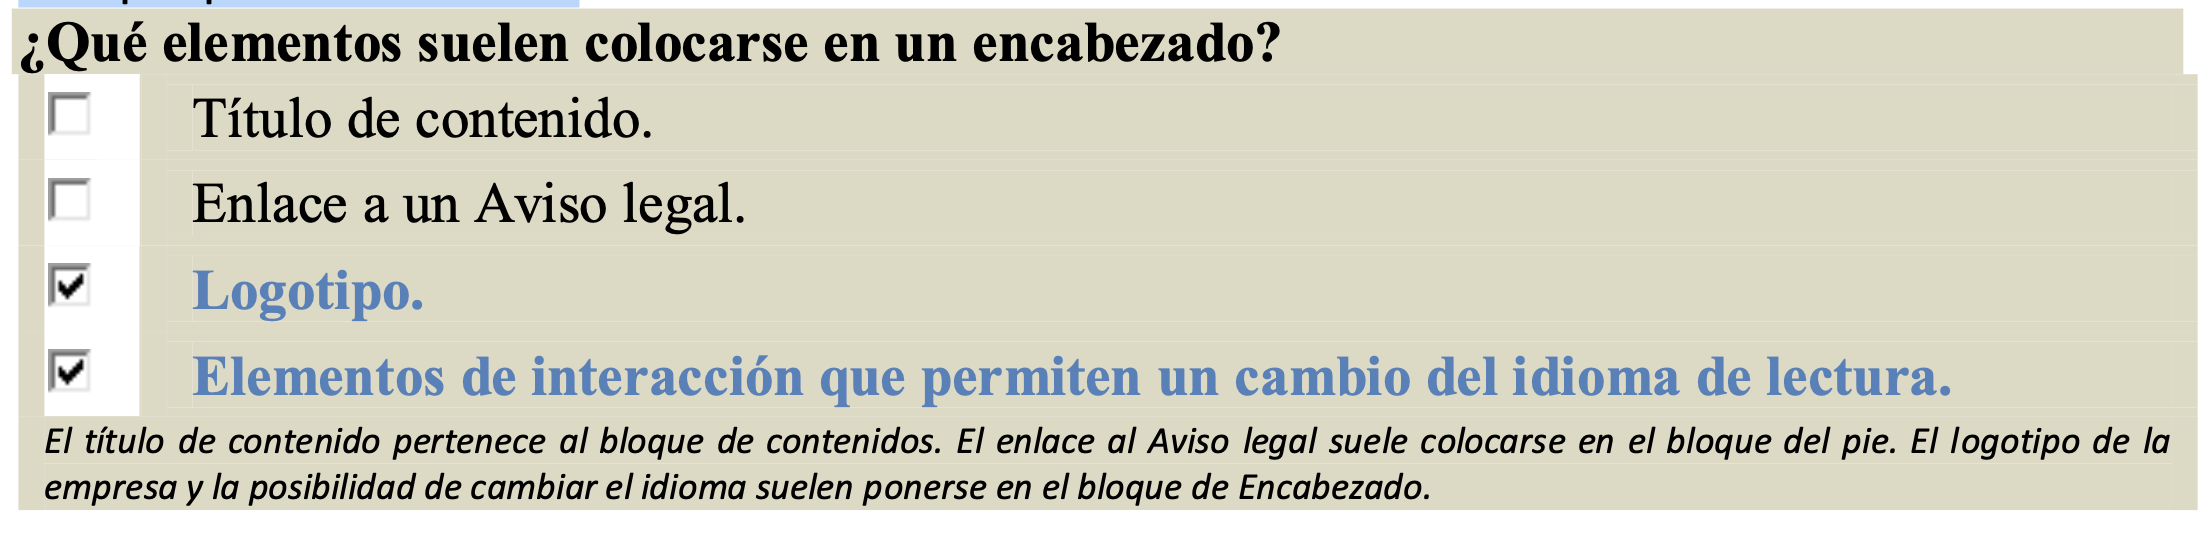 ¿Qué elementos suelen colocarse en un encabezado?
Título de contenido.
Enlace a un Aviso legal.
Logotipo.
Elementos de interacción que permiten un cambio del idioma de lectura.
El título de contenido pertenece al bloque de contenidos. El enlace al Aviso legal suele colocarse en el bloque del pie. El logotipo de la
empresa y la posibilidad de cambiar el idioma suelen ponerse en el bloque de Encabezado.